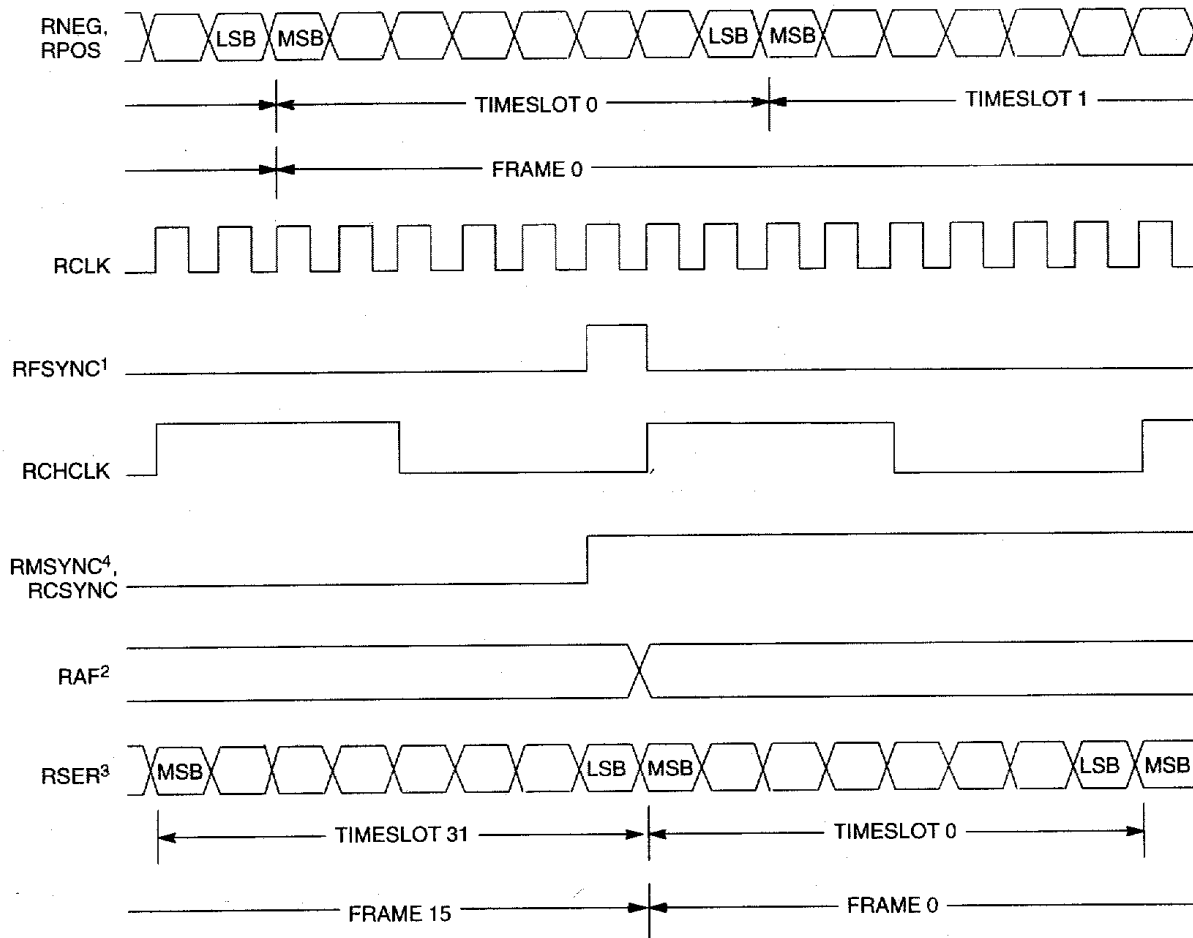 RNEG,
RPOS
LSB MSB LSB MSB
TIMESLOT 0 TIMESLOT 1
FRAME 0
RCLK
RFSYNC¹
RCHCLK
RMSYNC⁴,
RCSYNC
RAF²
RSER³ MSB LSB MSB LSB MSB
TIMESLOT 31 TIMESLOT 0
FRAME 15 FRAME 0